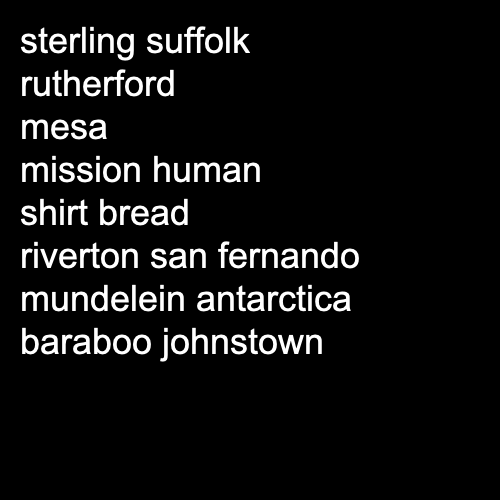 sterling suffolk
rutherford
mesa
mission human
shirt bread
riverton san fernando
mundelein antarctica
baraboo johnstown